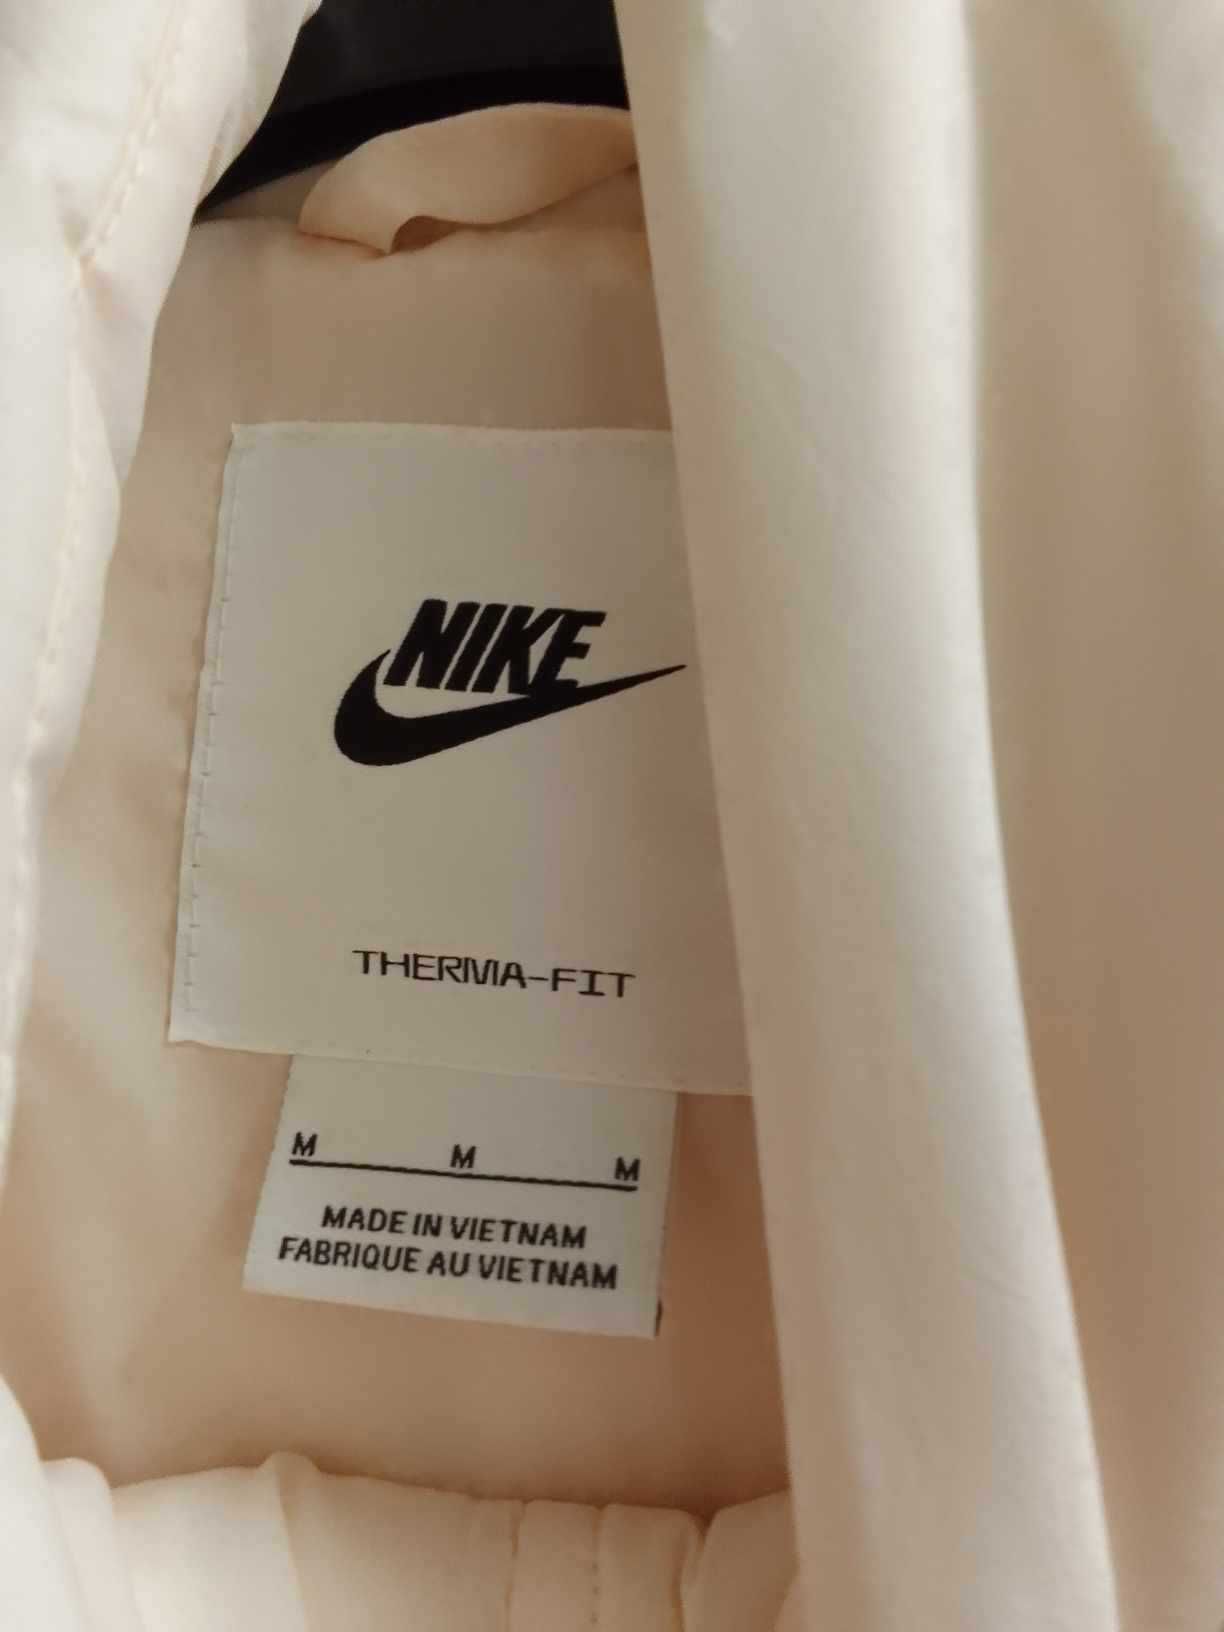 NIKE
THERMA-FIT
M M M
MADE IN VIETNAM
FABRIQUE AU VIETNAM